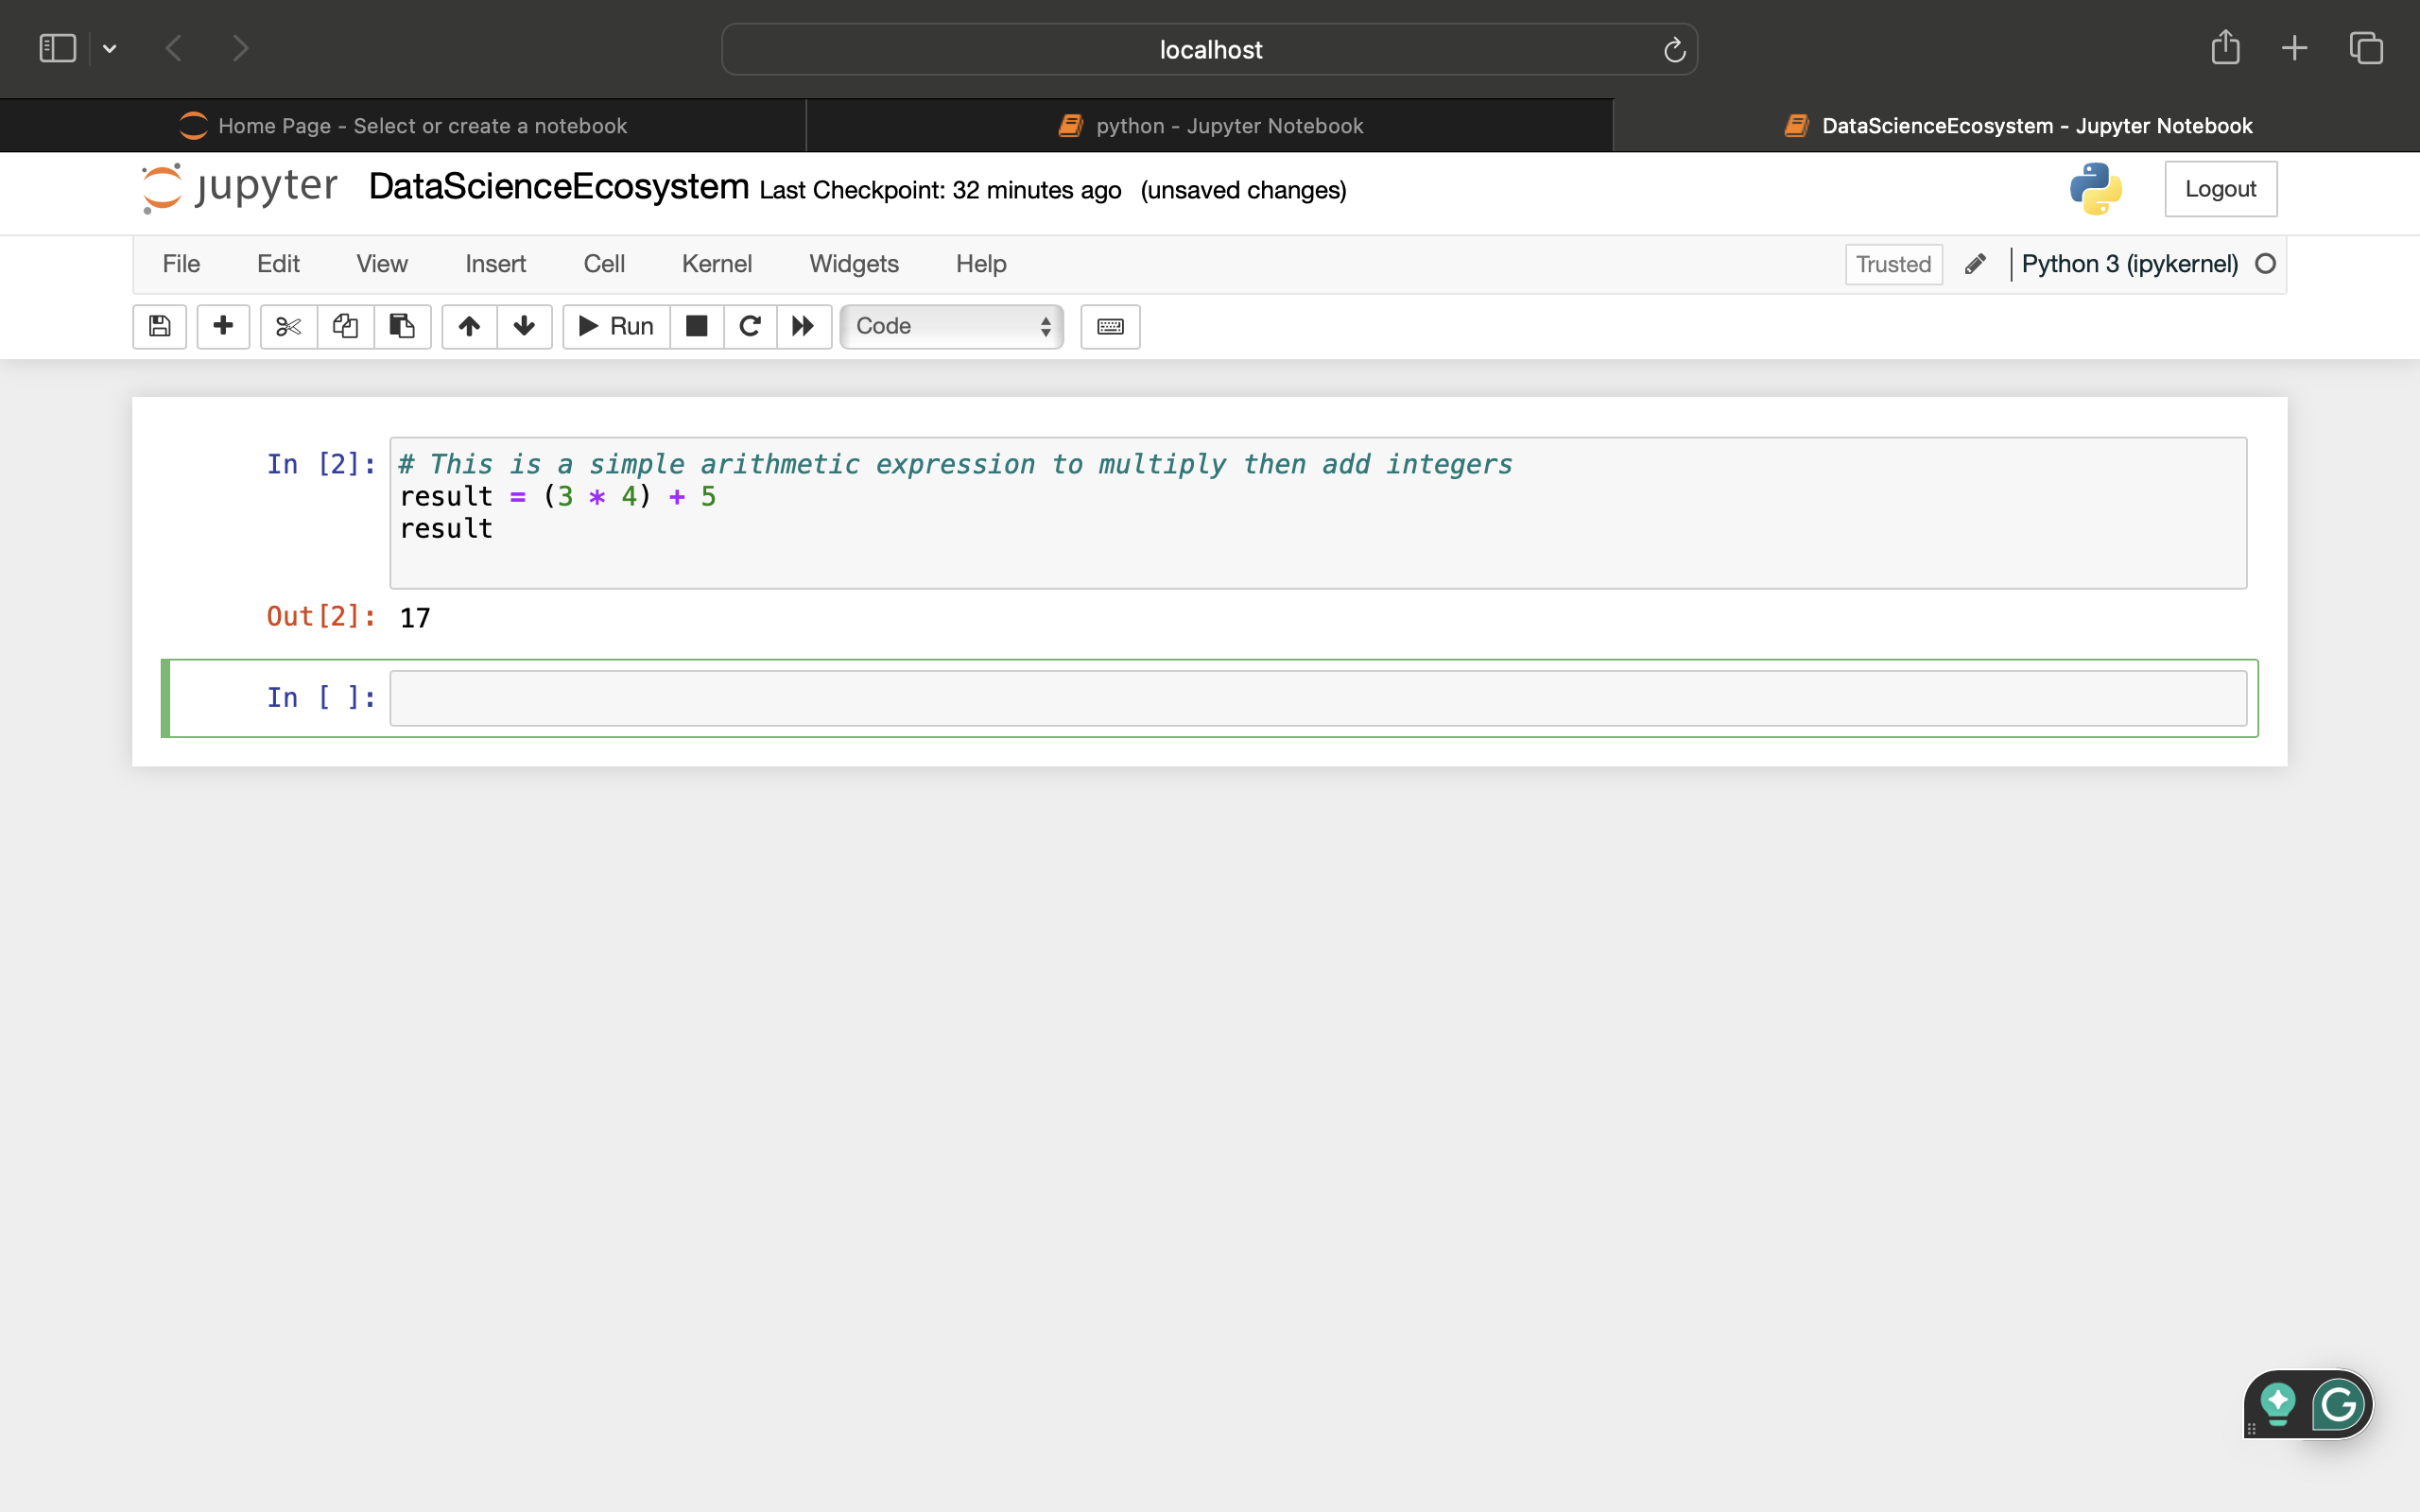 localhost
Home Page - Select or create a notebook
python - Jupyter Notebook
DataScienceEcosystem - Jupyter Notebook
jupyter DataScienceEcosystem Last Checkpoint: 32 minutes ago (unsaved changes)
Logout
File Edit View Insert Cell Kernel Widgets Help
Trusted Python 3 (ipykernel)
Run Code
In [2]: # This is a simple arithmetic expression to multiply then add integers
result = (3 * 4) + 5
result
Out[2]: 17
In [ ]: